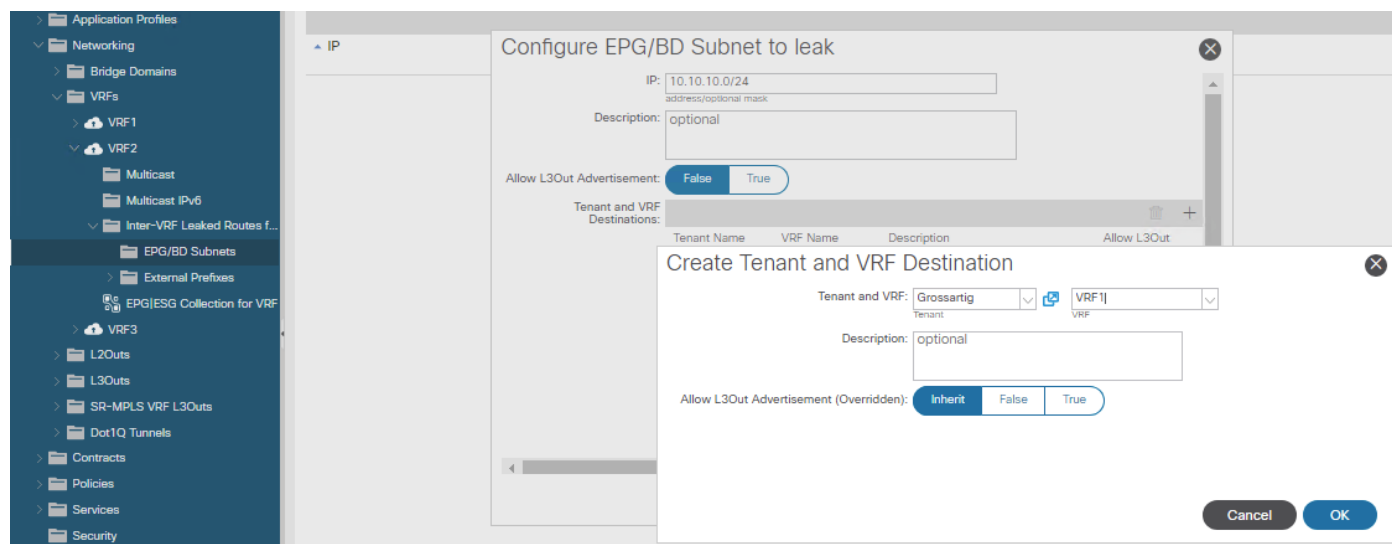 Application Profiles
Networking
Bridge Domains
VRFs
VRF1
VRF2
Multicast
Multicast IPv6
Inter-VRF Leaked Routes f...
EPG/BD Subnets
External Prefixes
EPG|ESG Collection for VRF
VRF3
L2Outs
L3Outs
SR-MPLS VRF L3Outs
Dot1Q Tunnels
Contracts
Policies
Services
Security
IP
Configure EPG/BD Subnet to leak
IP: 10.10.10.0/24
address/optional mask
Description: optional
Allow L3Out Advertisement: False True
Tenant and VRF
Destinations:
Tenant Name VRF Name Description Allow L3Out
Create Tenant and VRF Destination
Tenant and VRF: Grossartig VRF1
Tenant VRF
Description: optional
Allow L3Out Advertisement (Overridden): Inherit False True
Cancel OK